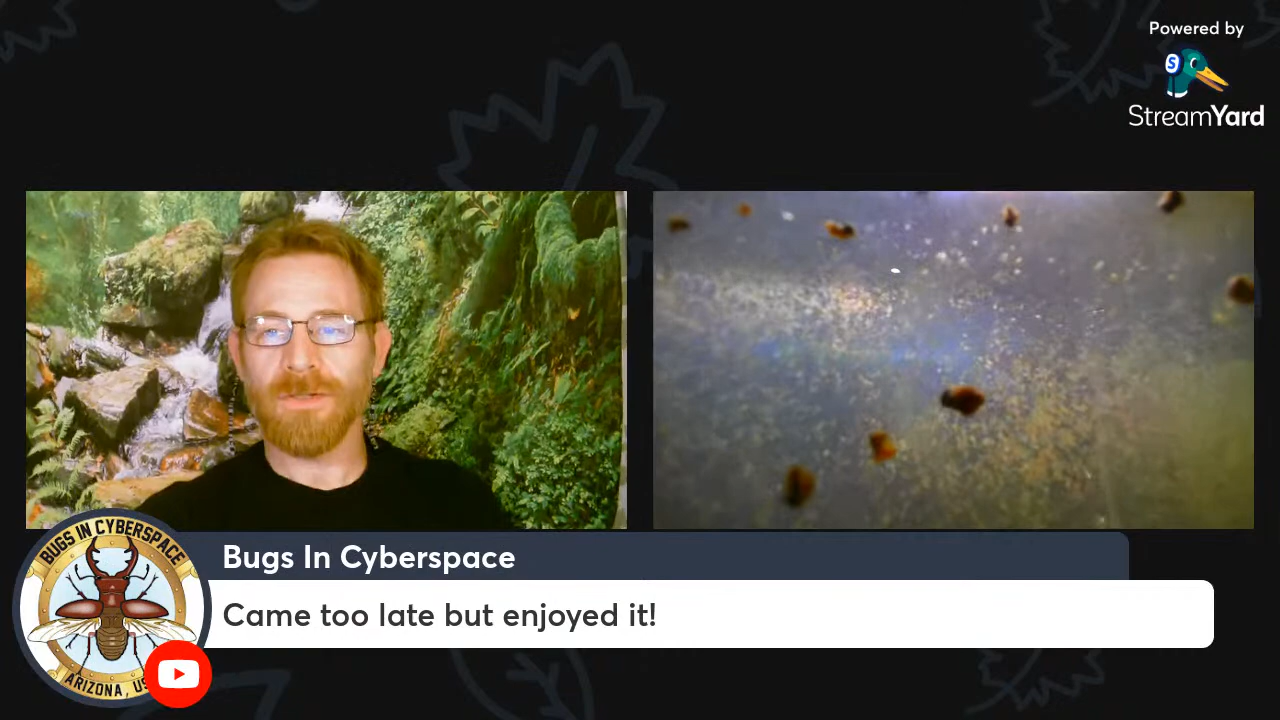 Powered by
StreamYard
Bugs In Cyberspace
Came too late but enjoyed it!
BUGS IN CYBERSPACE
ARIZONA, US